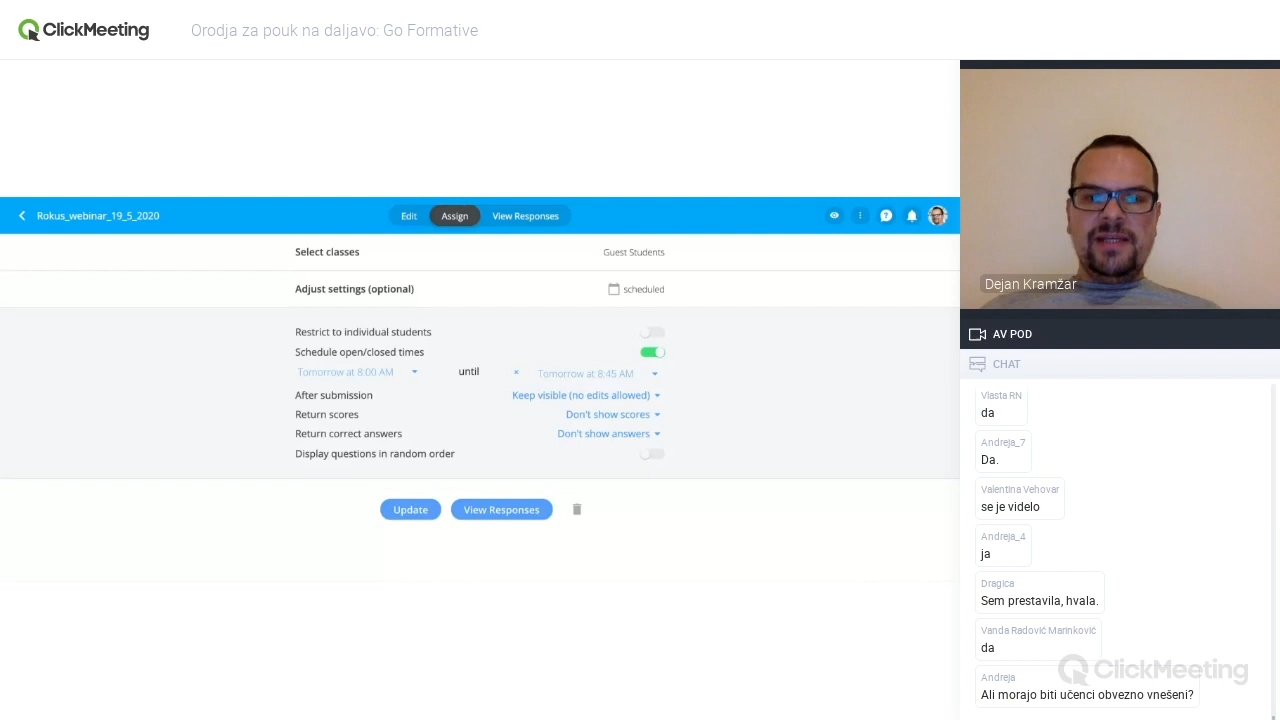 ClickMeeting
Orodja za pouk na daljavo: Go Formative
Rokus_webinar_19_5_2020
Edit
Assign
View Responses
Select classes
Guest Students
Adjust settings (optional)
scheduled
Restrict to individual students
Schedule open/closed times
Tomorrow at 8:00 AM
until
×
Tomorrow at 8:45 AM
After submission
Keep visible (no edits allowed)
Return scores
Don't show scores
Return correct answers
Don't show answers
Display questions in random order
Update
View Responses
Dejan Kramžar
AV POD
CHAT
Vlasta RN
da
Andreja_7
Da.
Valentina Vehovar
se je videlo
Andreja_4
ja
Dragica
Sem prestavila, hvala.
Vanda Radović Marinković
da
ClickMeeting
Andreja
Ali morajo biti učenci obvezno vnešeni?